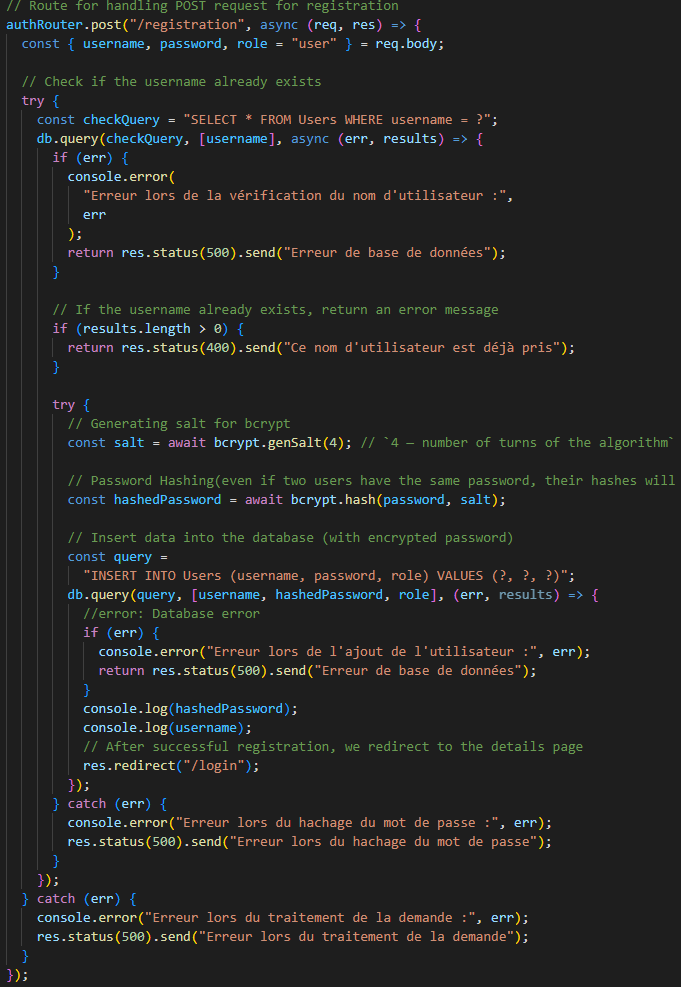 // Route for handling POST request for registration
authRouter.post("/registration", async (req, res) => {
  const { username, password, role = "user" } = req.body;

  // Check if the username already exists
  try {
    const checkQuery = "SELECT * FROM Users WHERE username = ?";
    db.query(checkQuery, [username], async (err, results) => {
      if (err) {
        console.error(
          "Erreur lors de la vérification du nom d'utilisateur :",
          err
        );
        return res.status(500).send("Erreur de base de données");
      }

      // If the username already exists, return an error message
      if (results.length > 0) {
        return res.status(400).send("Ce nom d'utilisateur est déjà pris");
      }

      try {
        // Generating salt for bcrypt
        const salt = await bcrypt.genSalt(4); // `4 — number of turns of the algorithm`

        // Password Hashing(even if two users have the same password, their hashes will
        const hashedPassword = await bcrypt.hash(password, salt);

        // Insert data into the database (with encrypted password)
        const query =
          "INSERT INTO Users (username, password, role) VALUES (?, ?, ?)";
        db.query(query, [username, hashedPassword, role], (err, results) => {
          //error: Database error
          if (err) {
            console.error("Erreur lors de l'ajout de l'utilisateur :", err);
            return res.status(500).send("Erreur de base de données");
          }
          console.log(hashedPassword);
          console.log(username);
          // After successful registration, we redirect to the details page
          res.redirect("/login");
        });
      } catch (err) {
        console.error("Erreur lors du hachage du mot de passe :", err);
        res.status(500).send("Erreur lors du hachage du mot de passe");
      }
    });
  } catch (err) {
    console.error("Erreur lors du traitement de la demande :", err);
    res.status(500).send("Erreur lors du traitement de la demande");
  }
});